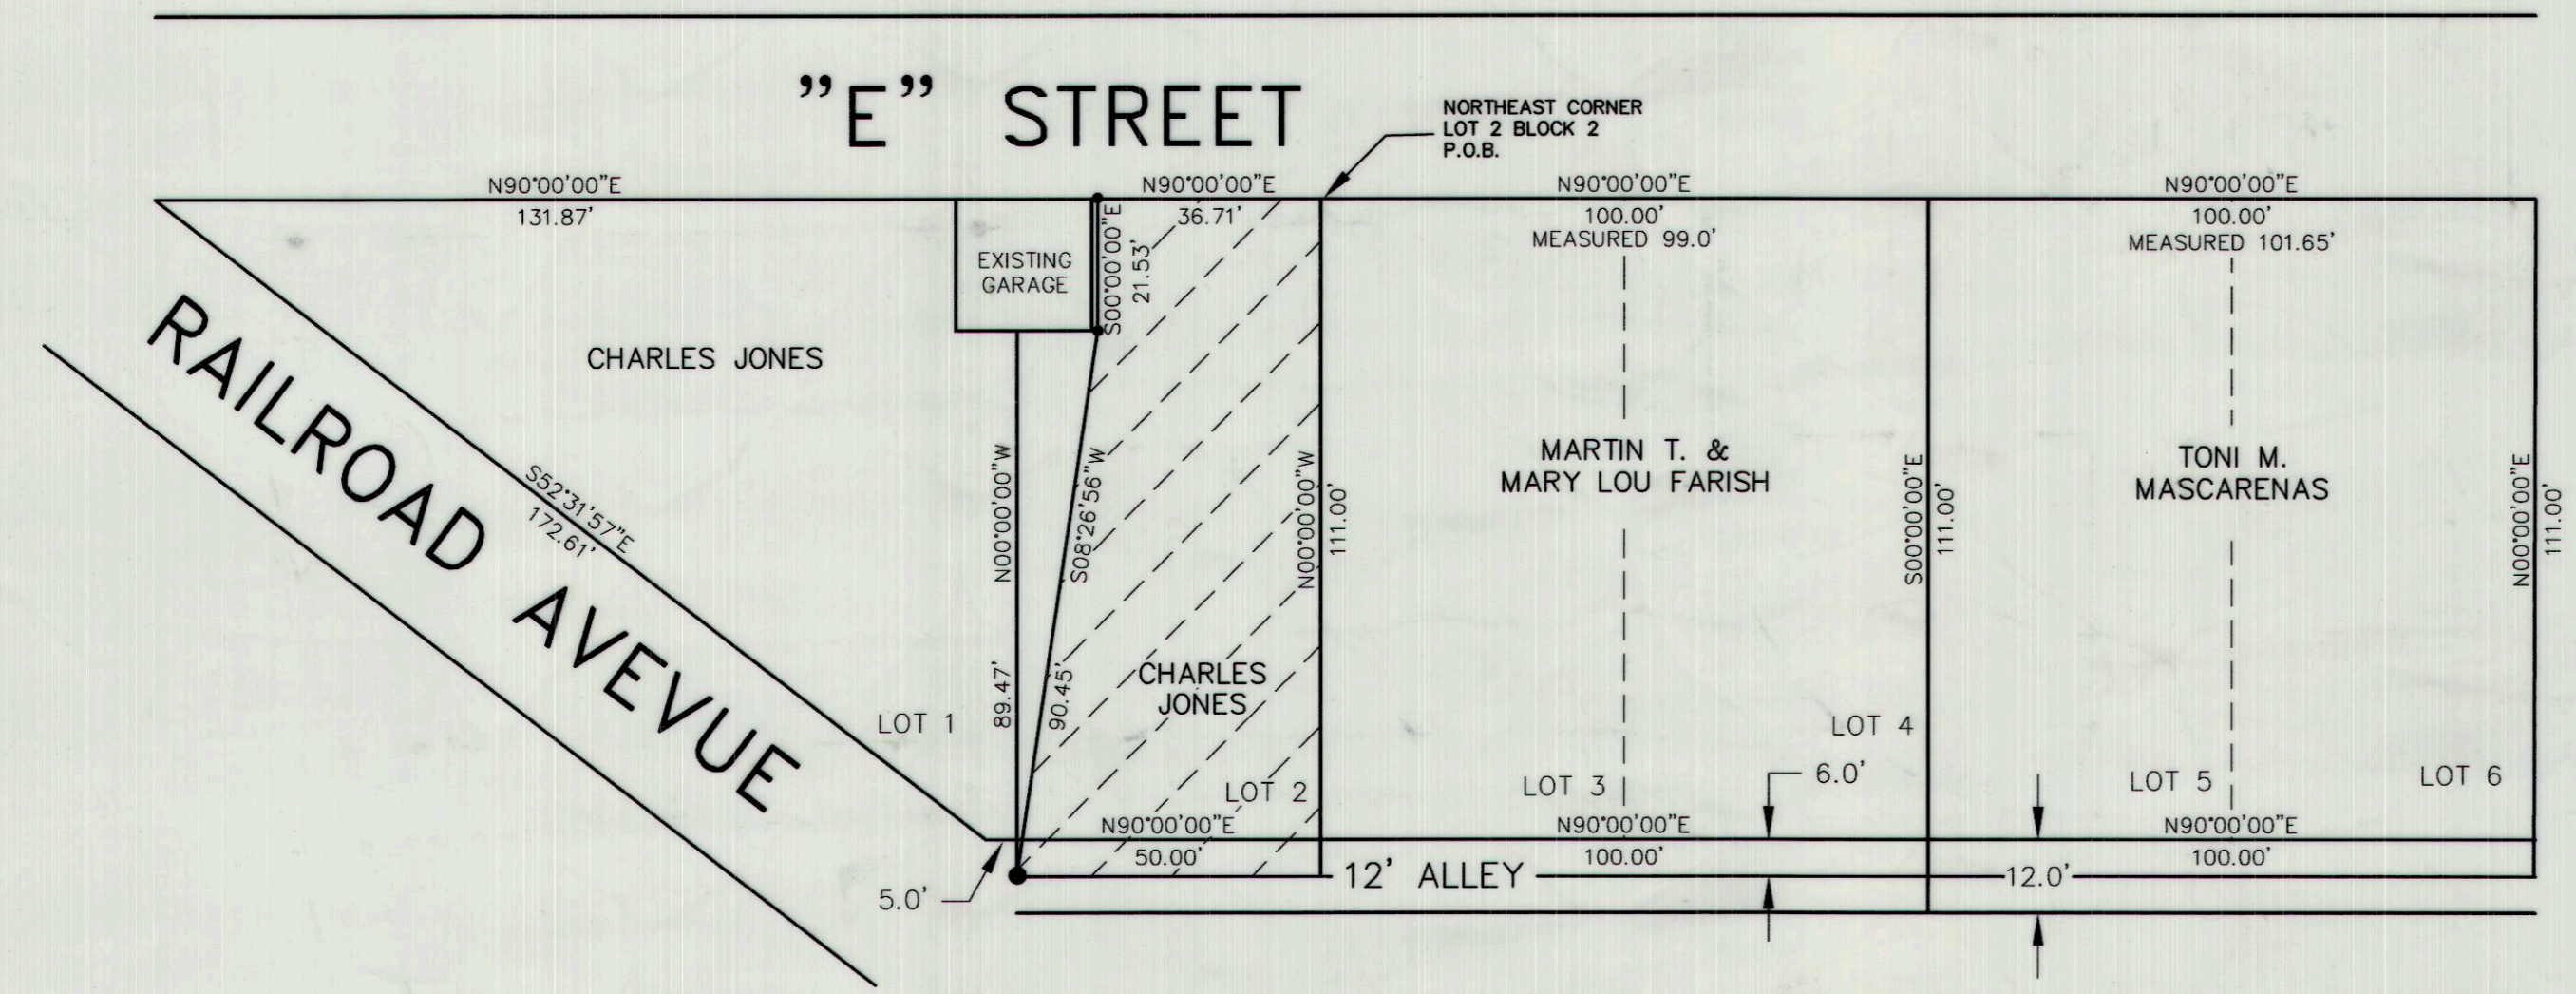 ”E” STREET
NORTHEAST CORNER
LOT 2 BLOCK 2
P.O.B.
N90°00'00"E
131.87'
N90°00'00"E
36.71'
N90°00'00"E
100.00'
MEASURED 99.0'
N90°00'00"E
100.00'
MEASURED 101.65'
EXISTING
GARAGE
S00°00'00"E
21.53'
CHARLES JONES
RAILROAD AVEVUE
S52°31'57"E
172.61'
N00°00'00"W
89.47'
S08°26'56"W
90.45'
N00°00'00"W
111.00'
MARTIN T. &
MARY LOU FARISH
S00°00'00"E
111.00'
TONI M.
MASCARENAS
N00°00'00"E
111.00'
CHARLES
JONES
LOT 1
LOT 2
LOT 3
LOT 4
6.0'
LOT 5
LOT 6
N90°00'00"E
50.00'
N90°00'00"E
100.00'
N90°00'00"E
100.00'
5.0'
12' ALLEY
12.0'